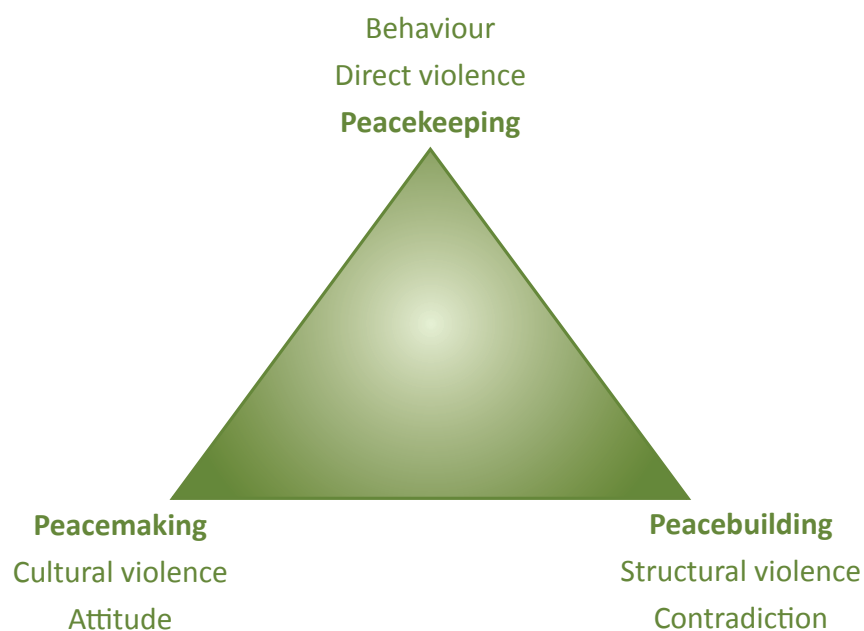 Behaviour
Direct violence
Peacekeeping
Peacemaking
Cultural violence
Attitude
Peacebuilding
Structural violence
Contradiction